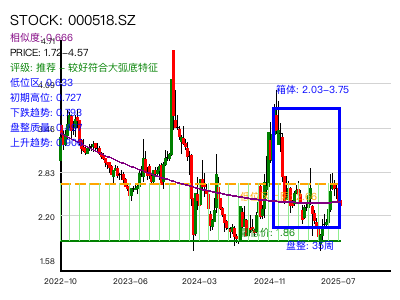 STOCK: 000518.SZ
相似度: 0.666
PRICE: 1.72-4.57
评级: 推荐 - 较好符合大弧底特征
低位区: 0.633
初期高位: 0.727
下跌趋势:
盘整质量:
上升趋势:
箱体: 2.03-3.75
2.83
2.20
1.58
盘整: 35周
2022-10
2023-06
2024-03
2024-11
2025-07